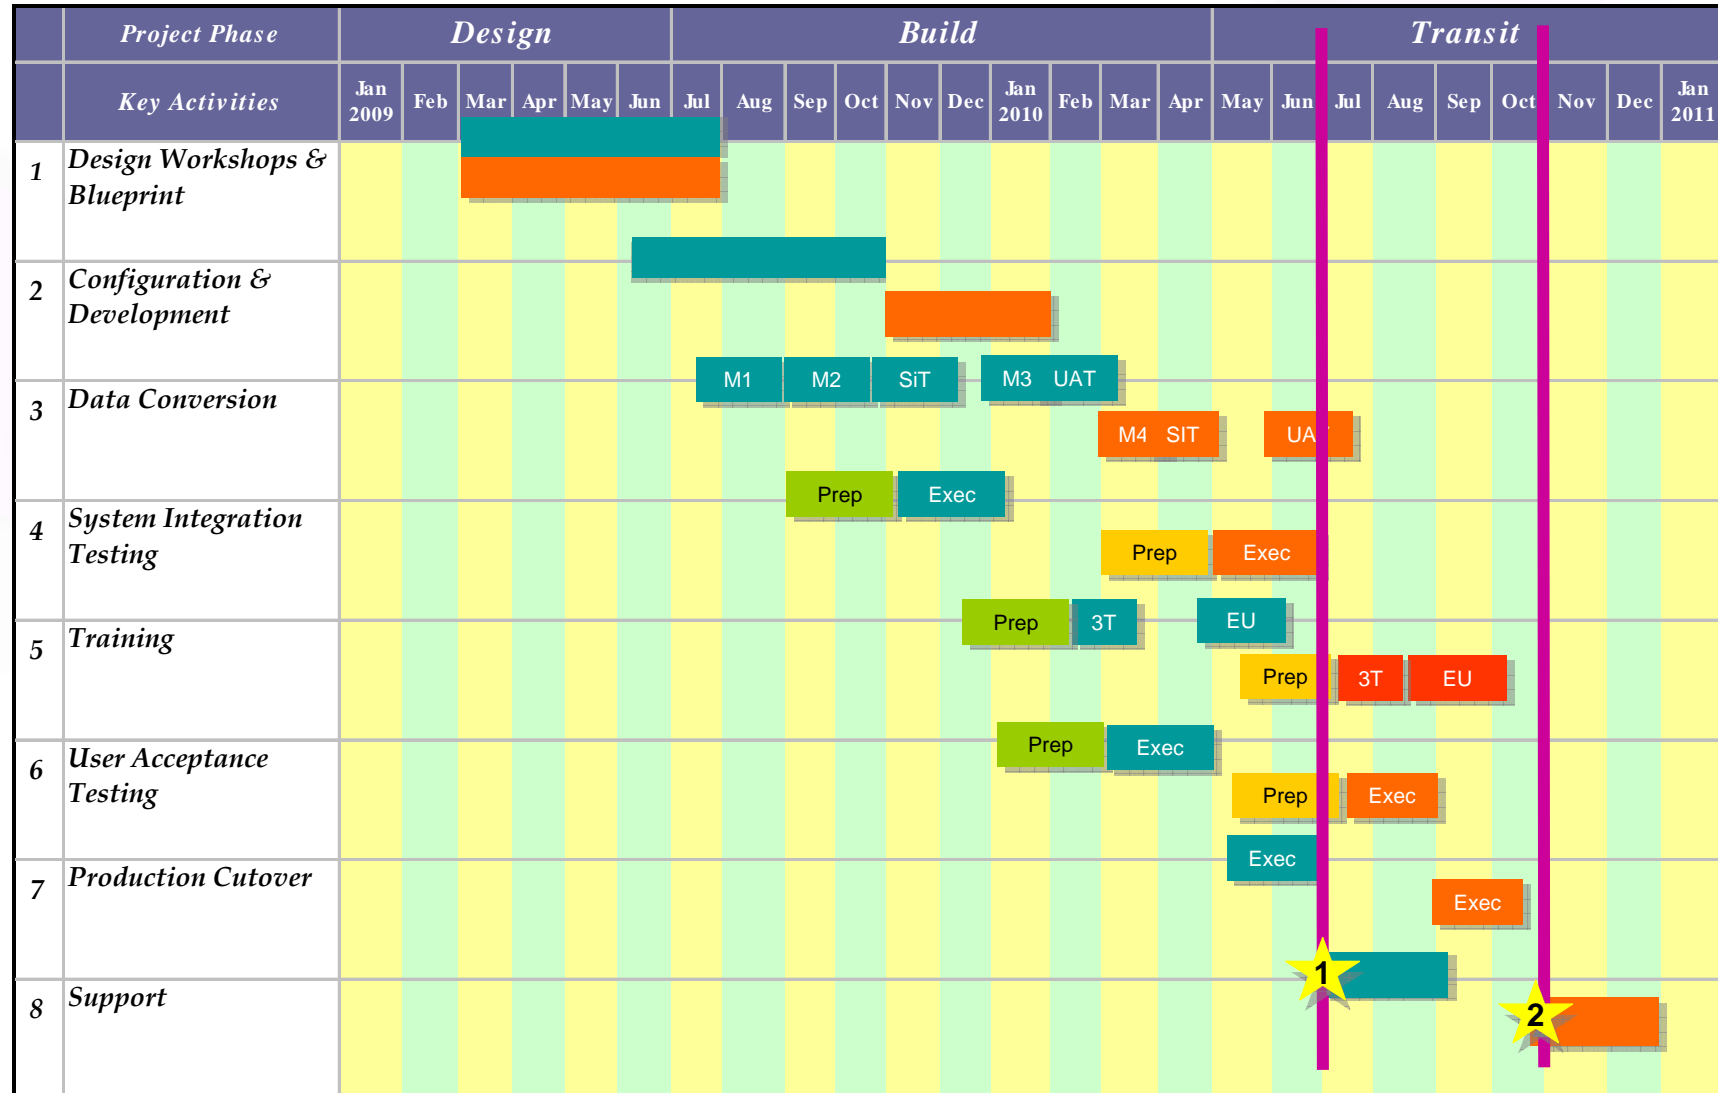 Project Phase Design Build Transit
Key Activities Jan 2009 Feb Mar Apr May Jun Jul Aug Sep Oct Nov Dec Jan 2010 Feb Mar Apr May Jun Jul Aug Sep Oct Nov Dec Jan 2011
1 Design Workshops &
Blueprint
2 Configuration &
Development
M1 M2 SiT M3 UAT
3 Data Conversion
M4 SIT UA
Prep Exec
4 System Integration
Testing
Prep Exec
Prep 3T EU
5 Training
Prep 3T EU
Prep Exec
6 User Acceptance
Testing
Prep Exec
Exec
7 Production Cutover
Exec
1
8 Support
2